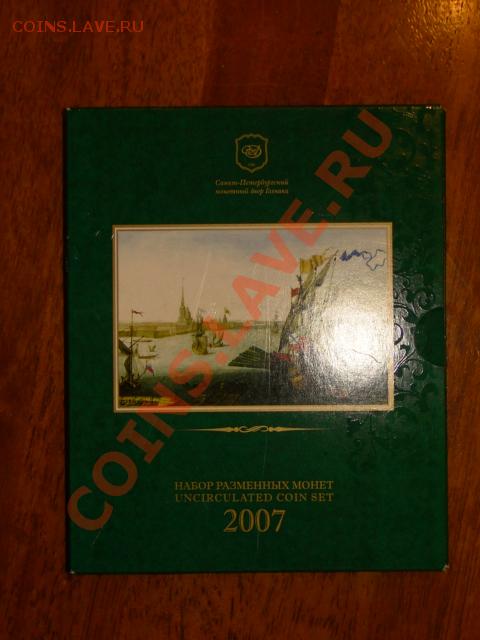 COINS.LAVE.RU
COINS.LAVE.RU
Санкт-Петербургский
монетный двор Гознака
НАБОР РАЗМЕННЫХ МОНЕТ
UNCIRCULATED COIN SET
2007